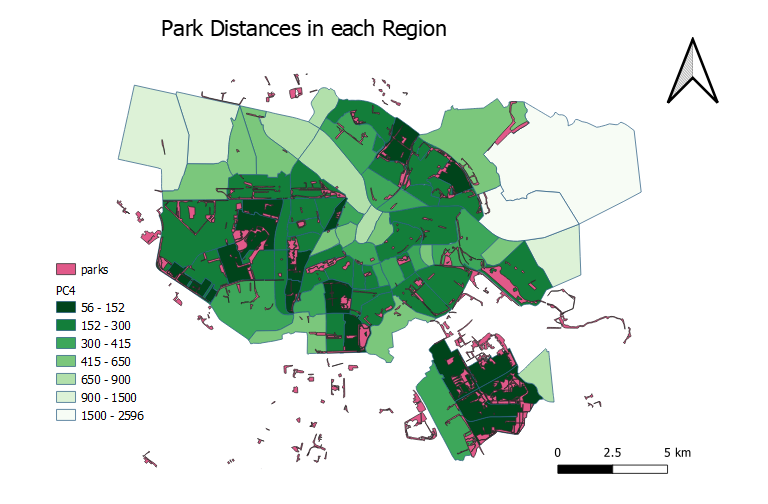 Park Distances in each Region
parks
PC4
56 - 152
152 - 300
300 - 415
415 - 650
650 - 900
900 - 1500
1500 - 2596
0 2.5 5 km